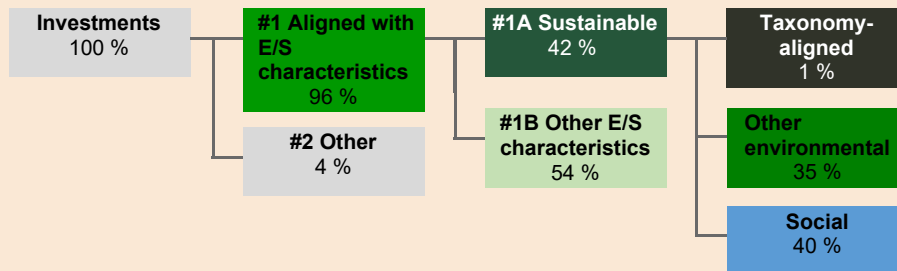 Investments
100 %
#1 Aligned with
E/S
characteristics
96 %
#2 Other
4 %
#1A Sustainable
42 %
#1B Other E/S
characteristics
54 %
Taxonomy-
aligned
1 %
Other
environmental
35 %
Social
40 %